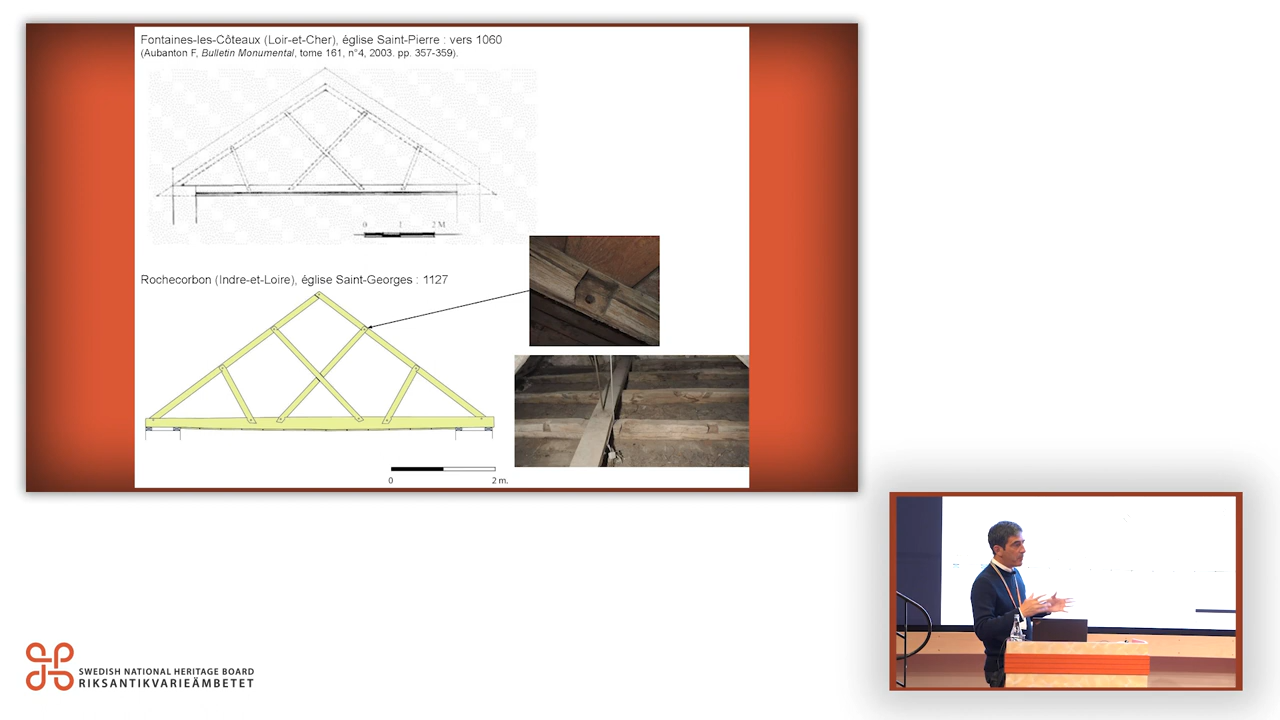 Fontaines-les-Côteaux (Loir-et-Cher), église Saint-Pierre : vers 1060
(Aubanton F, Bulletin Monumental, tome 161, n°4, 2003. pp. 357-359).
0 1 2 M
Rochecorbon (Indre-et-Loire), église Saint-Georges : 1127
0 2 m.
SWEDISH NATIONAL HERITAGE BOARD
RIKSANTIKVARIEÄMBETET